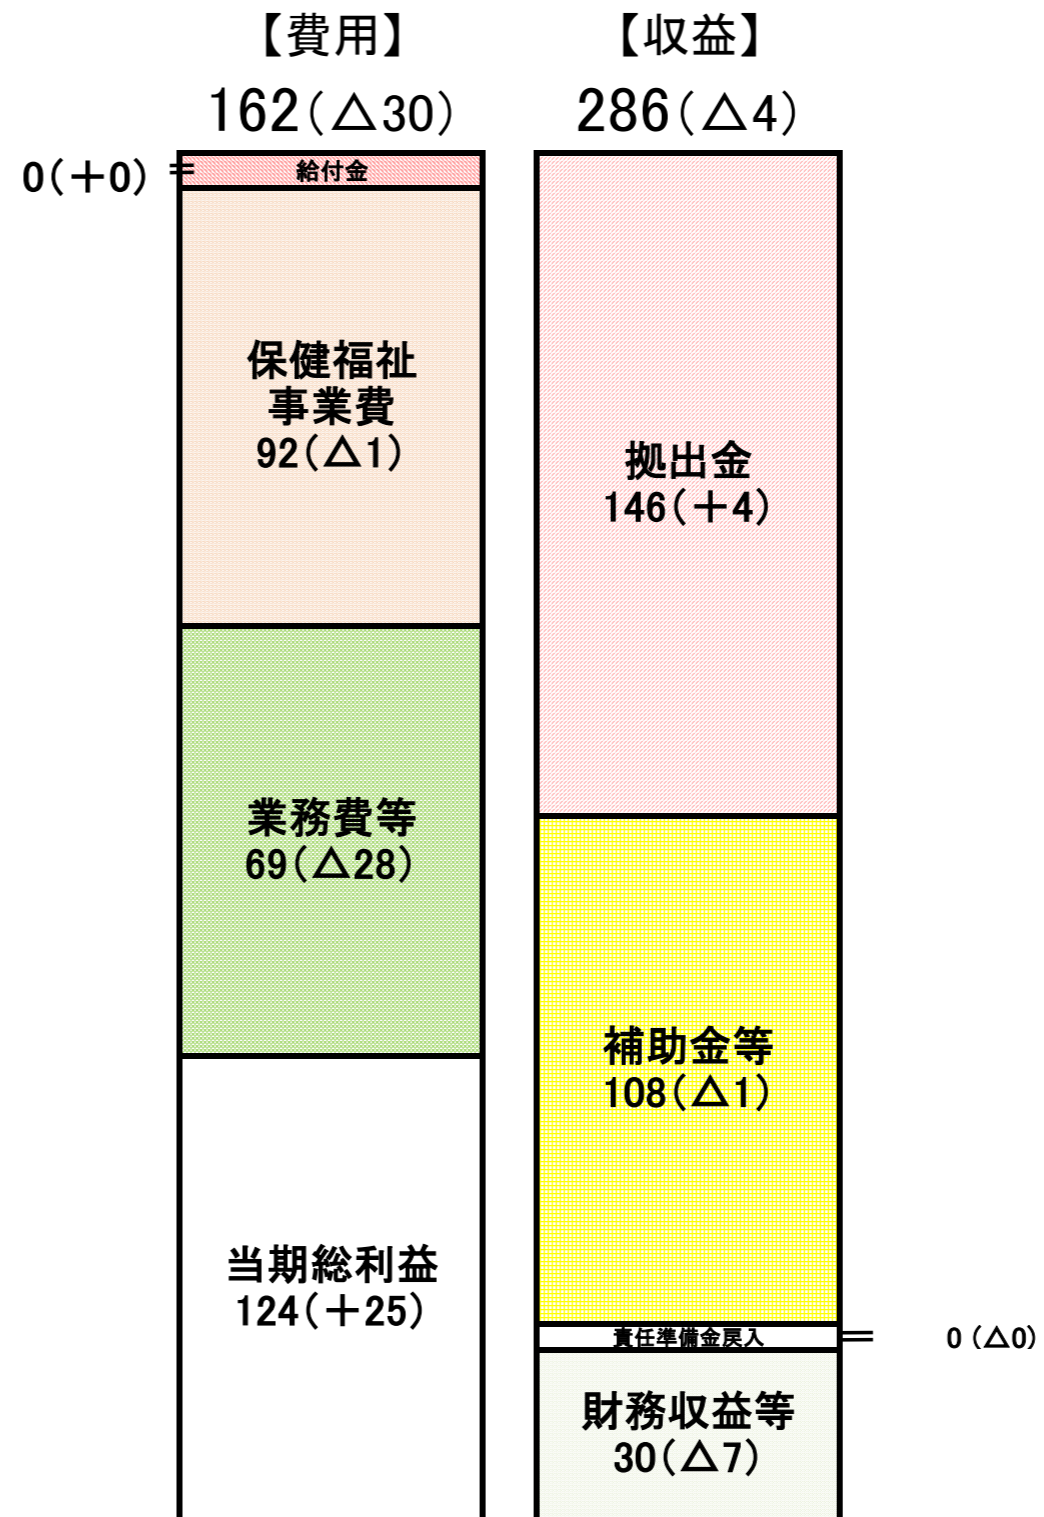 【費用】
162(△30)
0(＋0)
給付金
保健福祉
事業費
92(△1)
業務費等
69(△28)
当期総利益
124(＋25)
【収益】
286(△4)
拠出金
146(＋4)
補助金等
108(△1)
責任準備金戻入
0(△0)
財務収益等
30(△7)